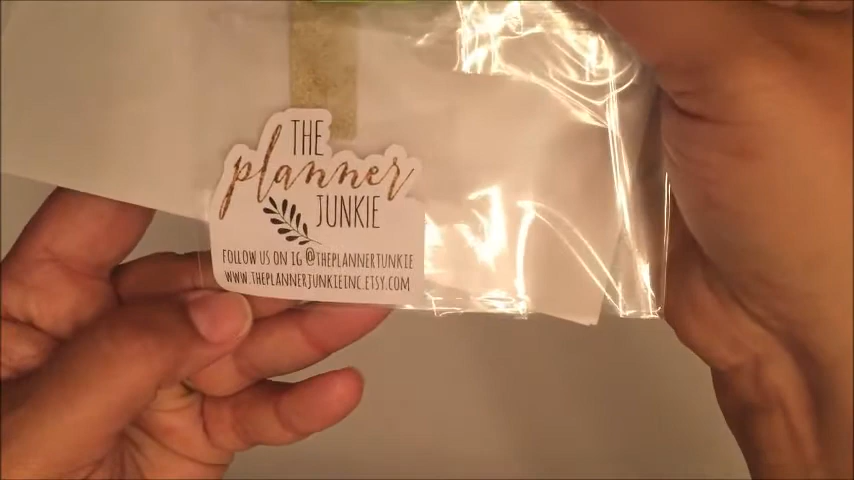 THE
planner
JUNKIE
FOLLOW US ON IG @THEPLANNERJUNKIE
WWW.THEPLANNERJUNKIEINC.ETSY.COM